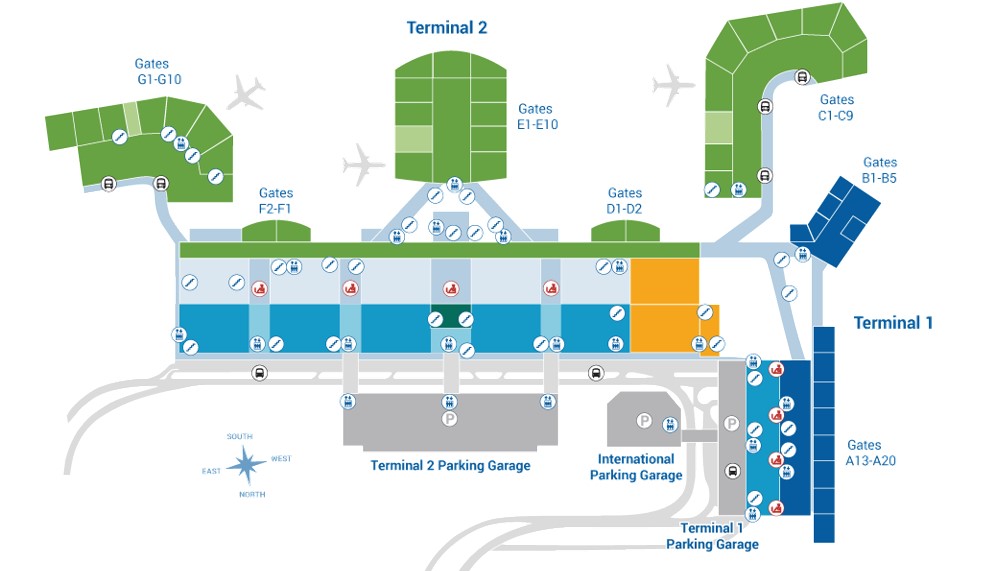 Terminal 2
Gates
G1-G10
Gates
E1-E10
Gates
C1-C9
Gates
B1-B5
Gates
F2-F1
Gates
D1-D2
Terminal 1
P
P
P
SOUTH
EAST
WEST
NORTH
Terminal 2 Parking Garage
International
Parking Garage
Gates
A13-A20
Terminal 1
Parking Garage